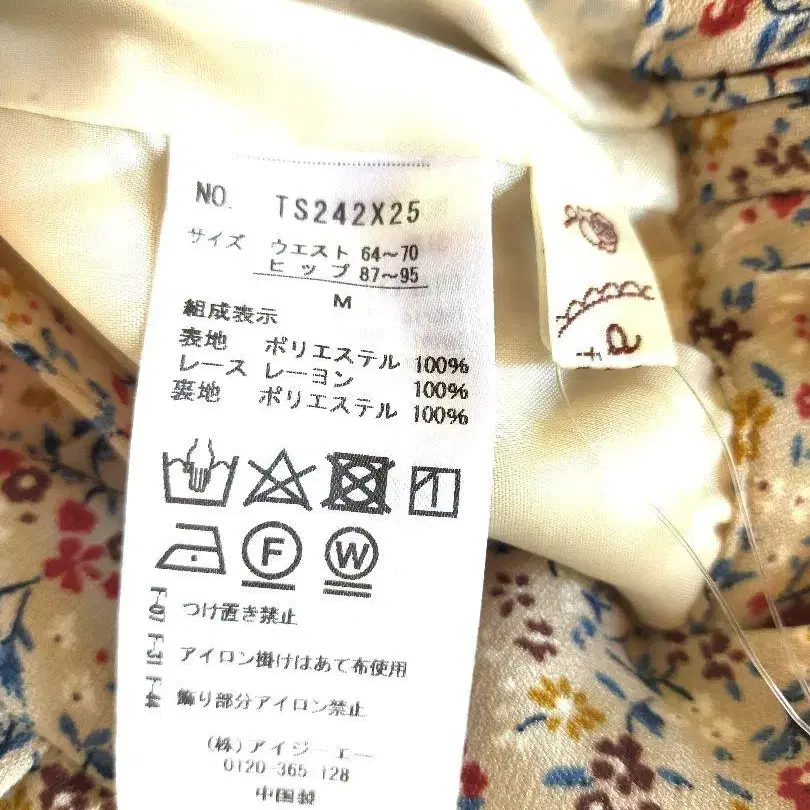 NO. TS242X25
サイズ ウエスト 64〜70
ヒップ 87〜95
M
組成表示
表地 ポリエステル 100%
レース レーヨン 100%
裏地 ポリエステル 100%
F
W
つけ置き禁止
アイロン掛けはあて布使用
飾り部分アイロン禁止
(株)アイジーエー
0120-365-128
中国製